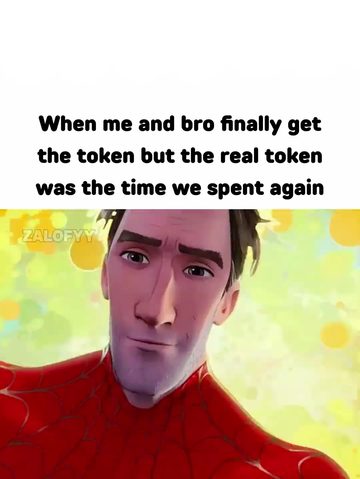 When me and bro finally get
the token but the real token
was the time we spent again
ZALOFYY